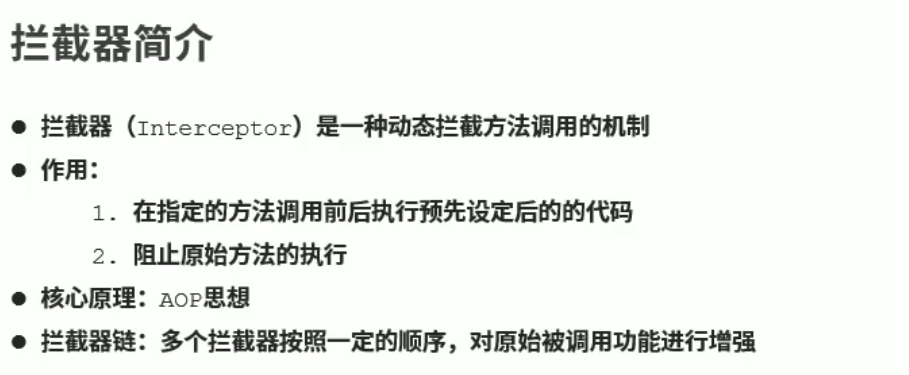 拦截器简介
● 拦截器（Interceptor）是一种动态拦截方法调用的机制
● 作用：
1. 在指定的方法调用前后执行预先设定后的的代码
2. 阻止原始方法的执行
● 核心原理：AOP思想
● 拦截器链：多个拦截器按照一定的顺序，对原始被调用功能进行增强